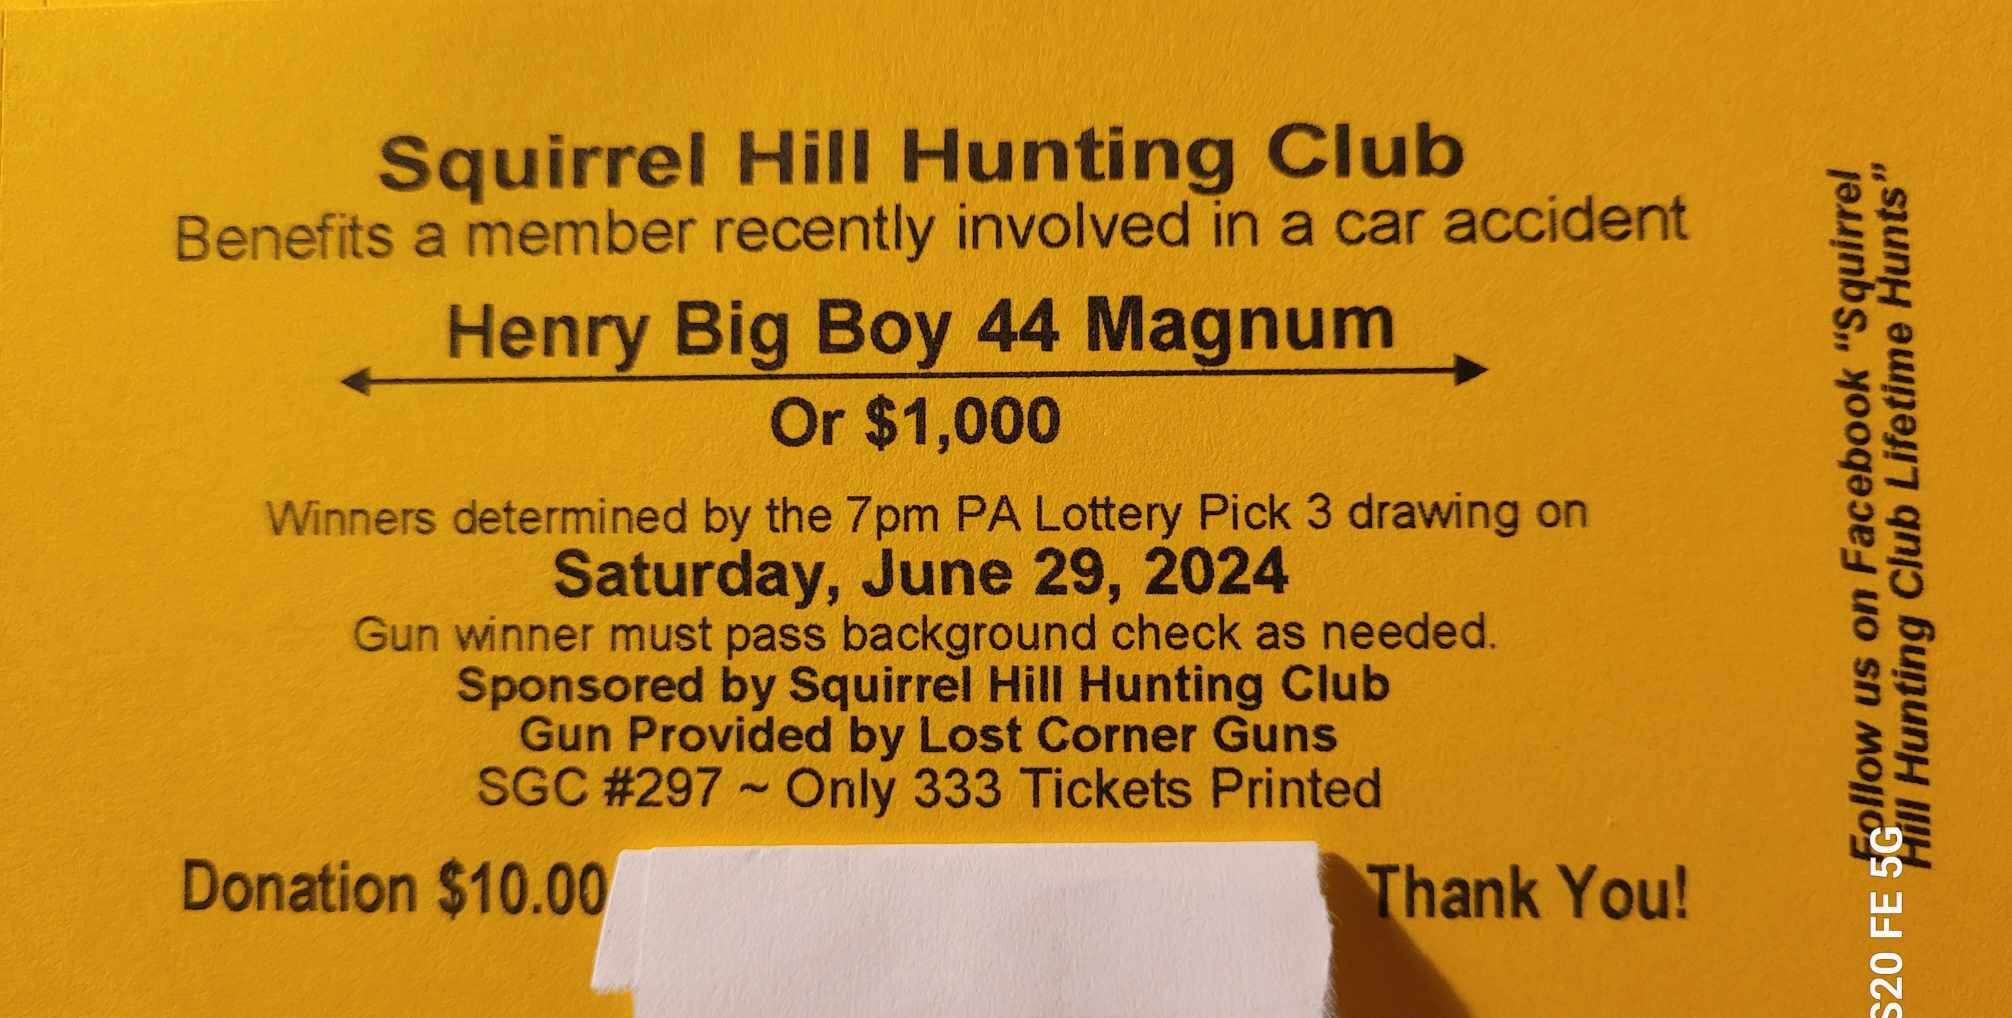 Squirrel Hill Hunting Club
Benefits a member recently involved in a car accident
Henry Big Boy 44 Magnum
Or $1,000
Winners determined by the 7pm PA Lottery Pick 3 drawing on
Saturday, June 29, 2024
Gun winner must pass background check as needed.
Sponsored by Squirrel Hill Hunting Club
Gun Provided by Lost Corner Guns
SGC #297 ~ Only 333 Tickets Printed
Donation $10.00 Thank You!
Follow us on Facebook "Squirrel
Hill Hunting Club Lifetime Hunts"
S20 FE 5G